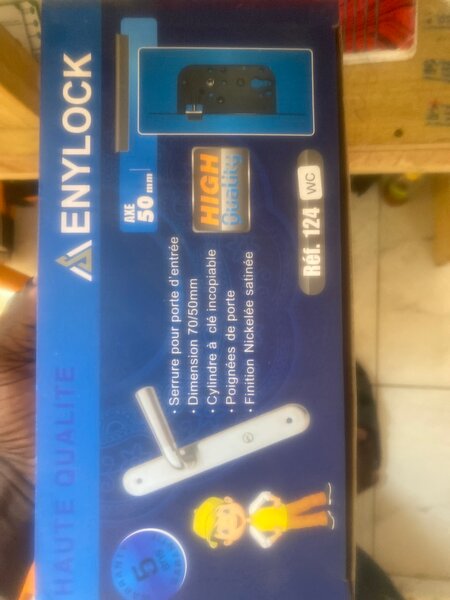 ENYLOCK
HAUTE QUALITE
AXE
50 mm
HIGH
Quality
· Serrure pour porte d'entrée
· Dimension 70/50mm
· Cylindre à clé incopiable
· Poignées de porte
· Finition Nickelée satinée
Réf. 124 WC
5